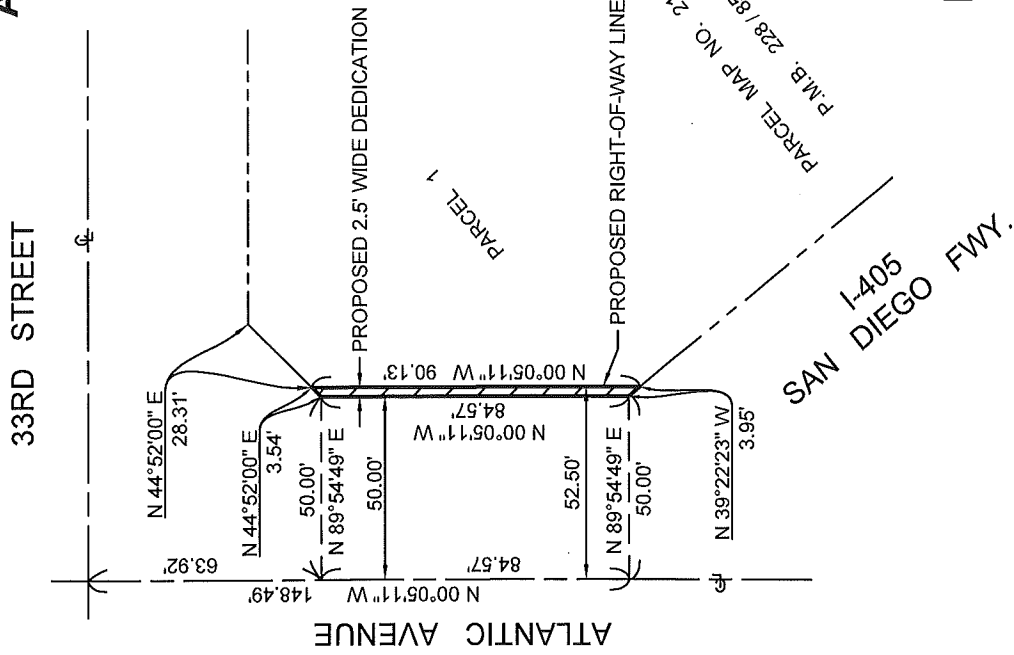 33RD STREET
℄
N 44°52'00" E
28.31'
N 44°52'00" E
3.54'
PROPOSED 2.5' WIDE DEDICATION
PROPOSED RIGHT-OF-WAY LINE
PARCEL 1
PARCEL MAP NO.
P.M.B. 228 /
63.92'
148.49'
N 00°05'11" W
84.57'
50.00'
N 89°54'49" E
50.00'
52.50'
N 89°54'49" E
50.00'
N 00°05'11" W
84.57'
N 00°05'11" W
90.13'
N 39°22'23" W
3.95'
℄
ATLANTIC AVENUE
I-405
SAN DIEGO FWY.